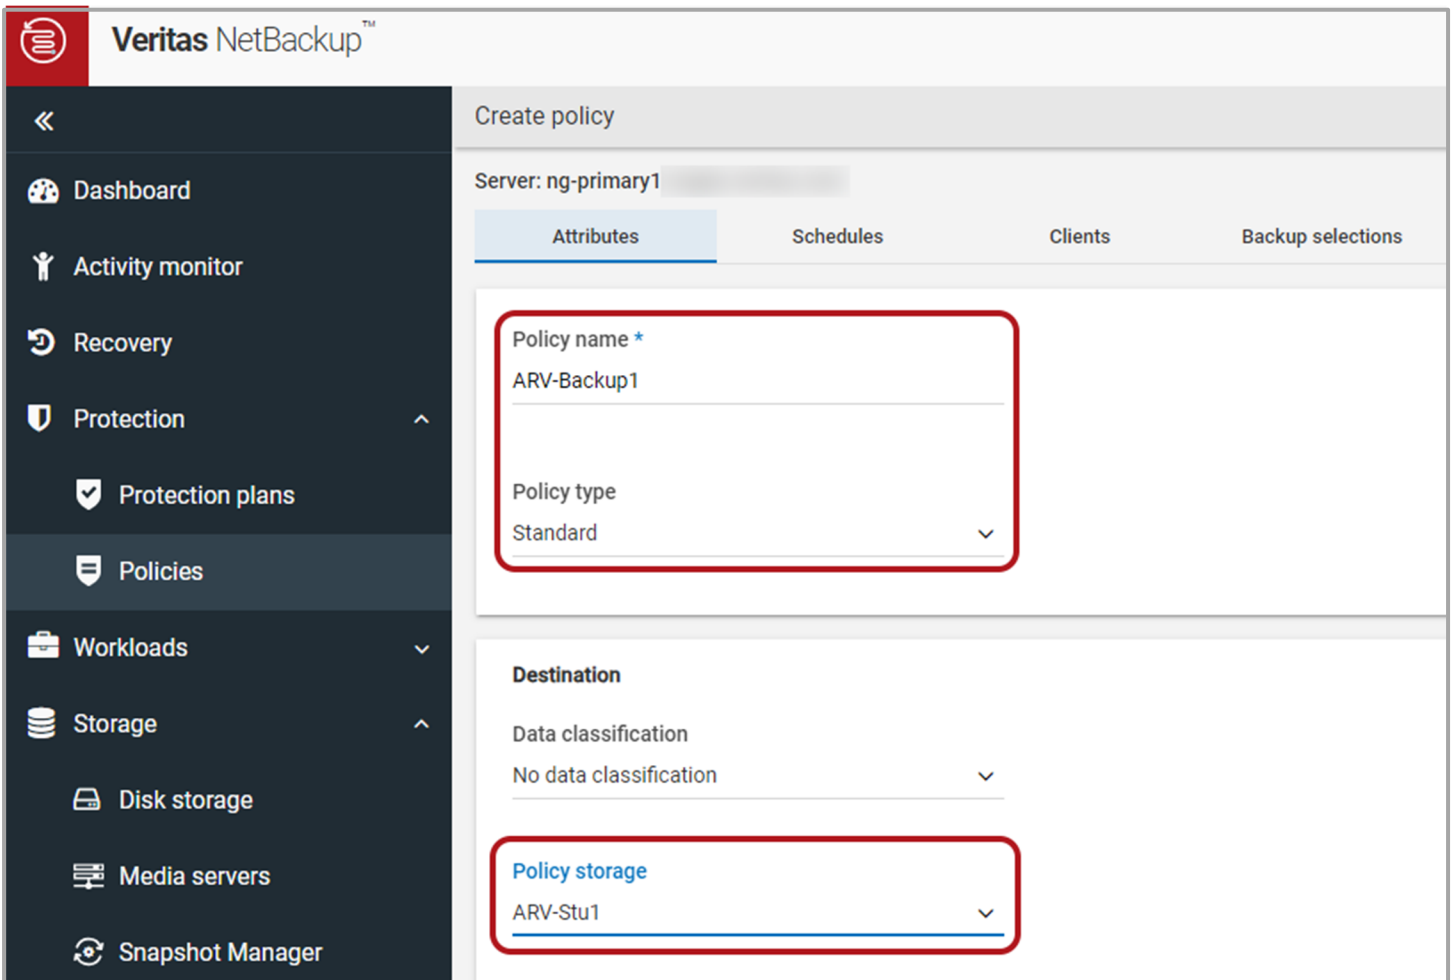 Veritas NetBackup™
Create policy
Server: ng-primary1
Attributes
Schedules
Clients
Backup selections
Dashboard
Activity monitor
Recovery
Protection
Protection plans
Policies
Workloads
Storage
Disk storage
Media servers
Snapshot Manager
Policy name *
ARV-Backup1
Policy type
Standard
Destination
Data classification
No data classification
Policy storage
ARV-Stu1